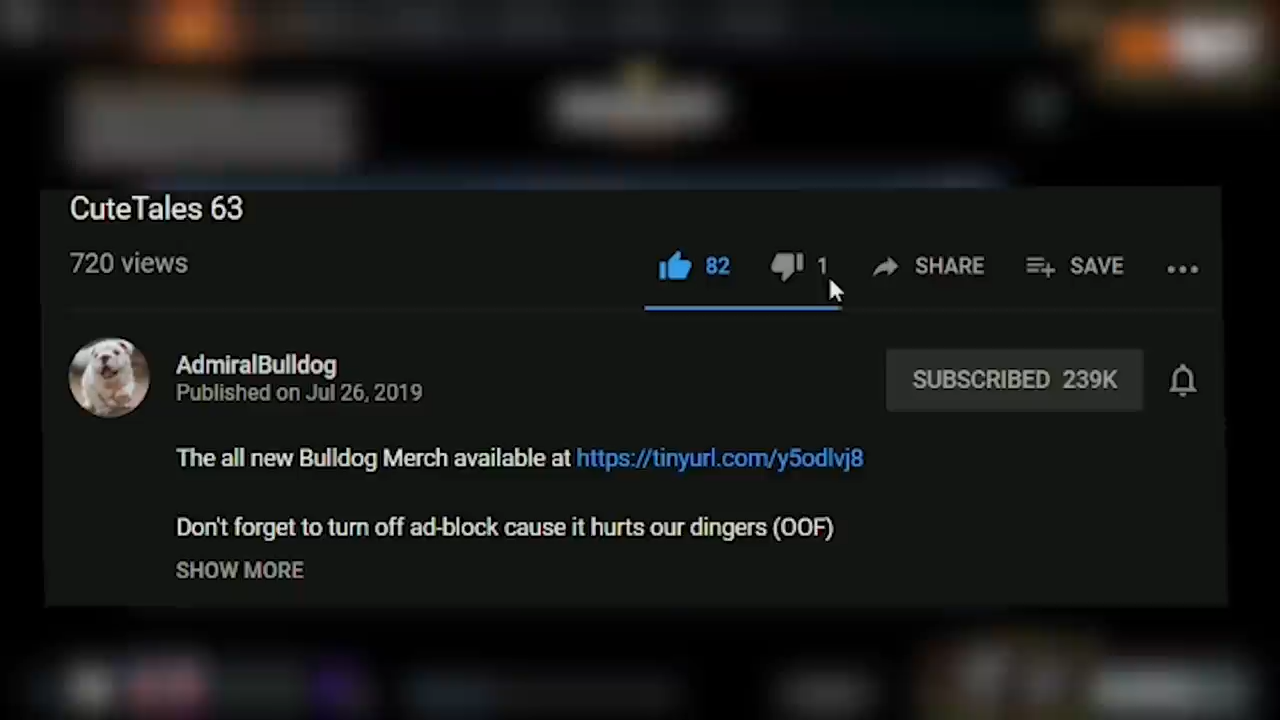 CuteTales 63
720 views
82 1 SHARE SAVE
AdmiralBulldog
Published on Jul 26, 2019
SUBSCRIBED 239K
The all new Bulldog Merch available at https://tinyurl.com/y5odlvj8
Don't forget to turn off ad-block cause it hurts our dingers (OOF)
SHOW MORE